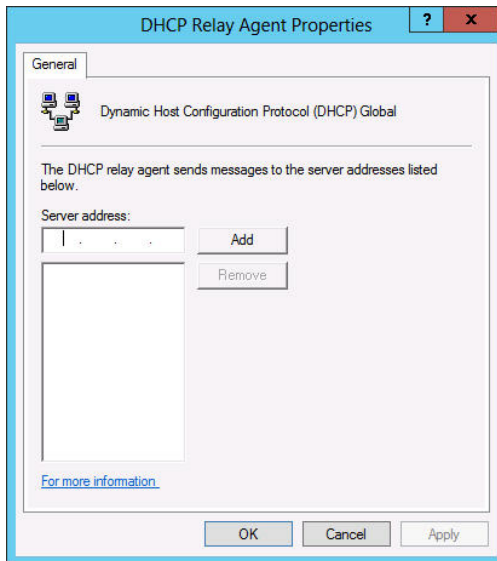 DHCP Relay Agent Properties
?
x
General
Dynamic Host Configuration Protocol (DHCP) Global
The DHCP relay agent sends messages to the server addresses listed
below.
Server address:
. . .
Add
Remove
For more information
OK
Cancel
Apply